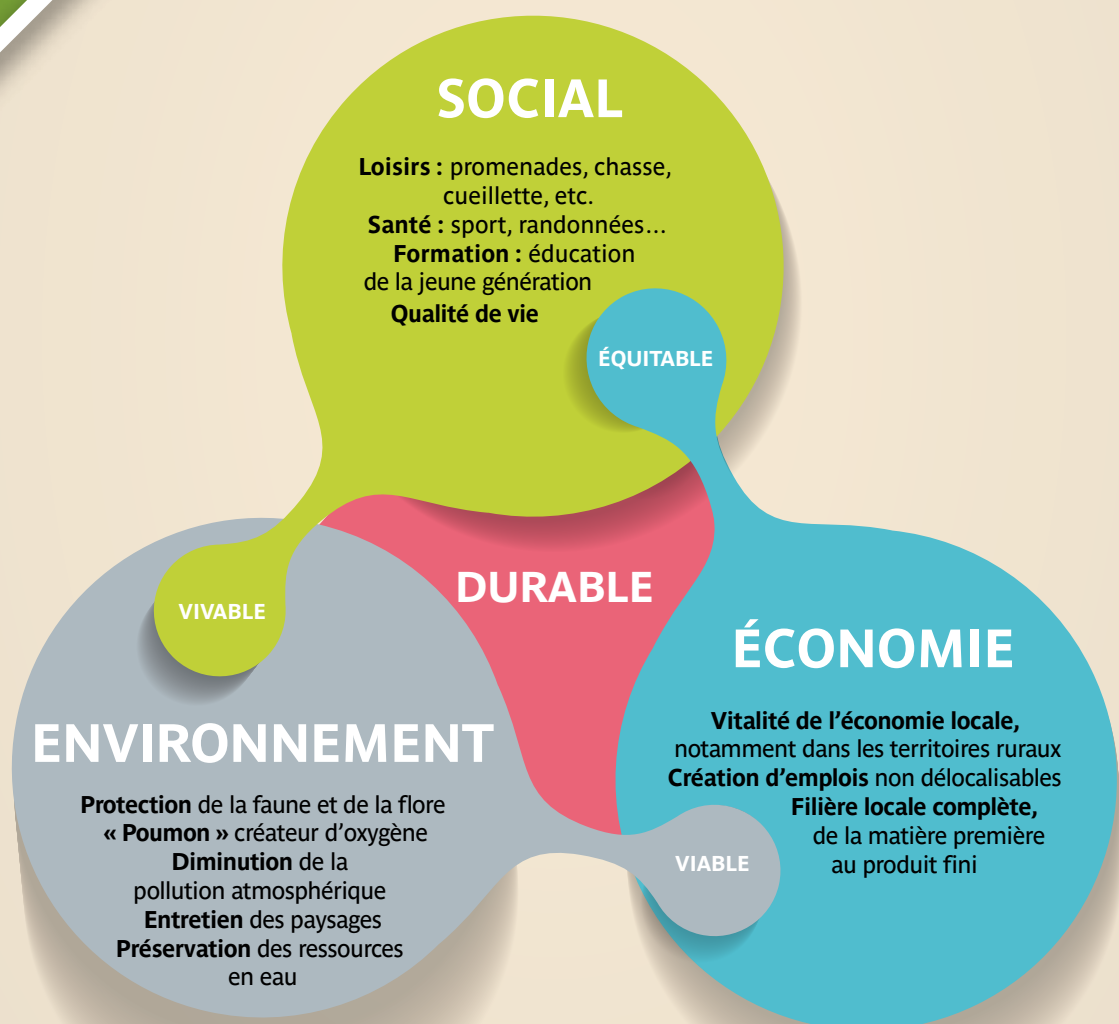 SOCIAL
Loisirs : promenades, chasse,
cueillette, etc.
Santé : sport, randonnées…
Formation : éducation
de la jeune génération
Qualité de vie
ÉQUITABLE
DURABLE
VIVABLE
ENVIRONNEMENT
Protection de la faune et de la flore
« Poumon » créateur d’oxygène
Diminution de la
pollution atmosphérique
Entretien des paysages
Préservation des ressources
en eau
ÉCONOMIE
Vitalité de l’économie locale,
notamment dans les territoires ruraux
Création d’emplois non délocalisables
Filière locale complète,
de la matière première
au produit fini
VIABLE